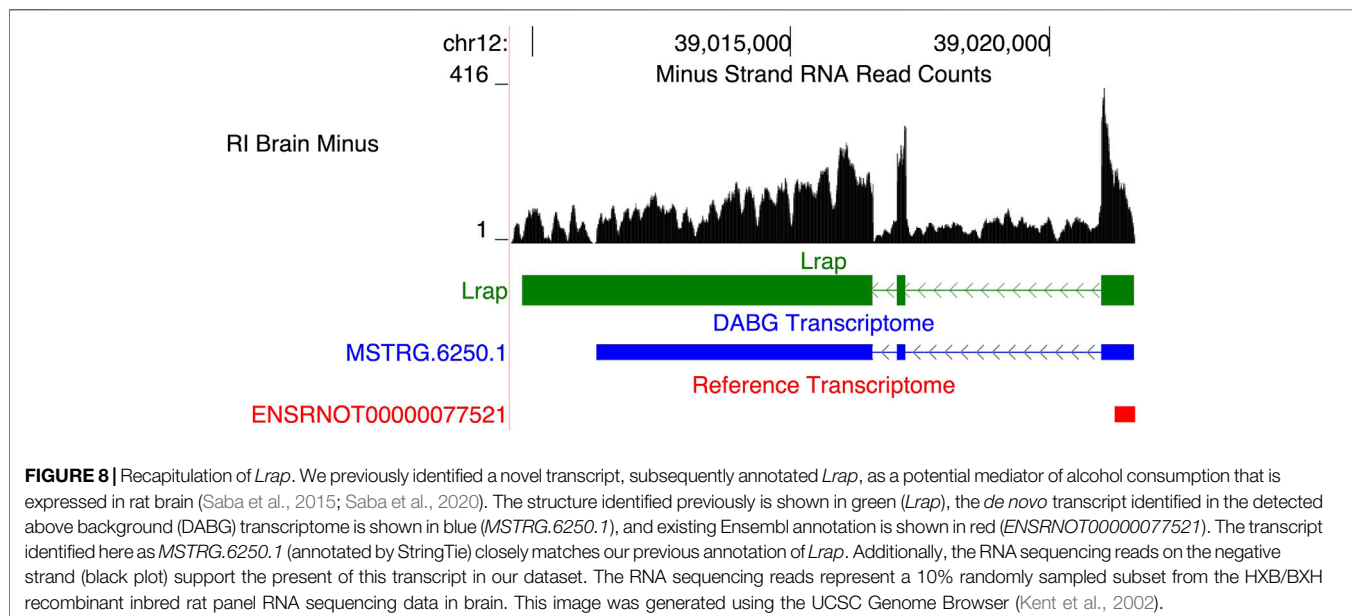 chr12: 39,015,000 39,020,000
Minus Strand RNA Read Counts
416
RI Brain Minus
1
Lrap
Lrap
DABG Transcriptome
MSTRG.6250.1
Reference Transcriptome
ENSRNOT00000077521
FIGURE 8 | Recapitulation of Lrap. We previously identified a novel transcript, subsequently annotated Lrap, as a potential mediator of alcohol consumption that is
expressed in rat brain (Saba et al., 2015; Saba et al., 2020). The structure identified previously is shown in green (Lrap), the de novo transcript identified in the detected
above background (DABG) transcriptome is shown in blue (MSTRG.6250.1), and existing Ensembl annotation is shown in red (ENSRNOT00000077521). The transcript
identified here as MSTRG.6250.1 (annotated by StringTie) closely matches our previous annotation of Lrap. Additionally, the RNA sequencing reads on the negative
strand (black plot) support the present of this transcript in our dataset. The RNA sequencing reads represent a 10% randomly sampled subset from the HXB/BXH
recombinant inbred rat panel RNA sequencing data in brain. This image was generated using the UCSC Genome Browser (Kent et al., 2002).